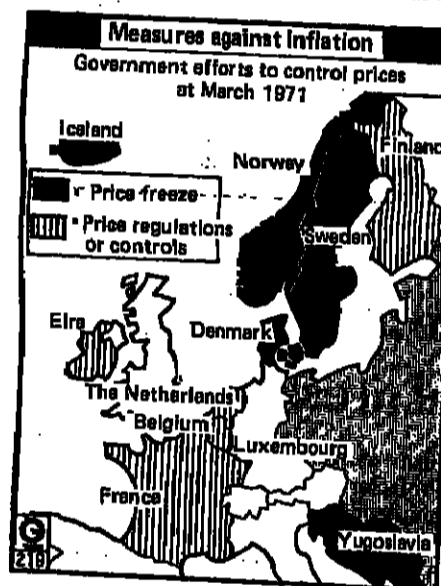 Measures against inflation
Government efforts to control prices
at March 1971
Iceland
Finland
Norway
Price freeze
Sweden
Price regulations
or controls
Eire
Denmark
The Netherlands
Belgium
Luxembourg
France
Yugoslavia